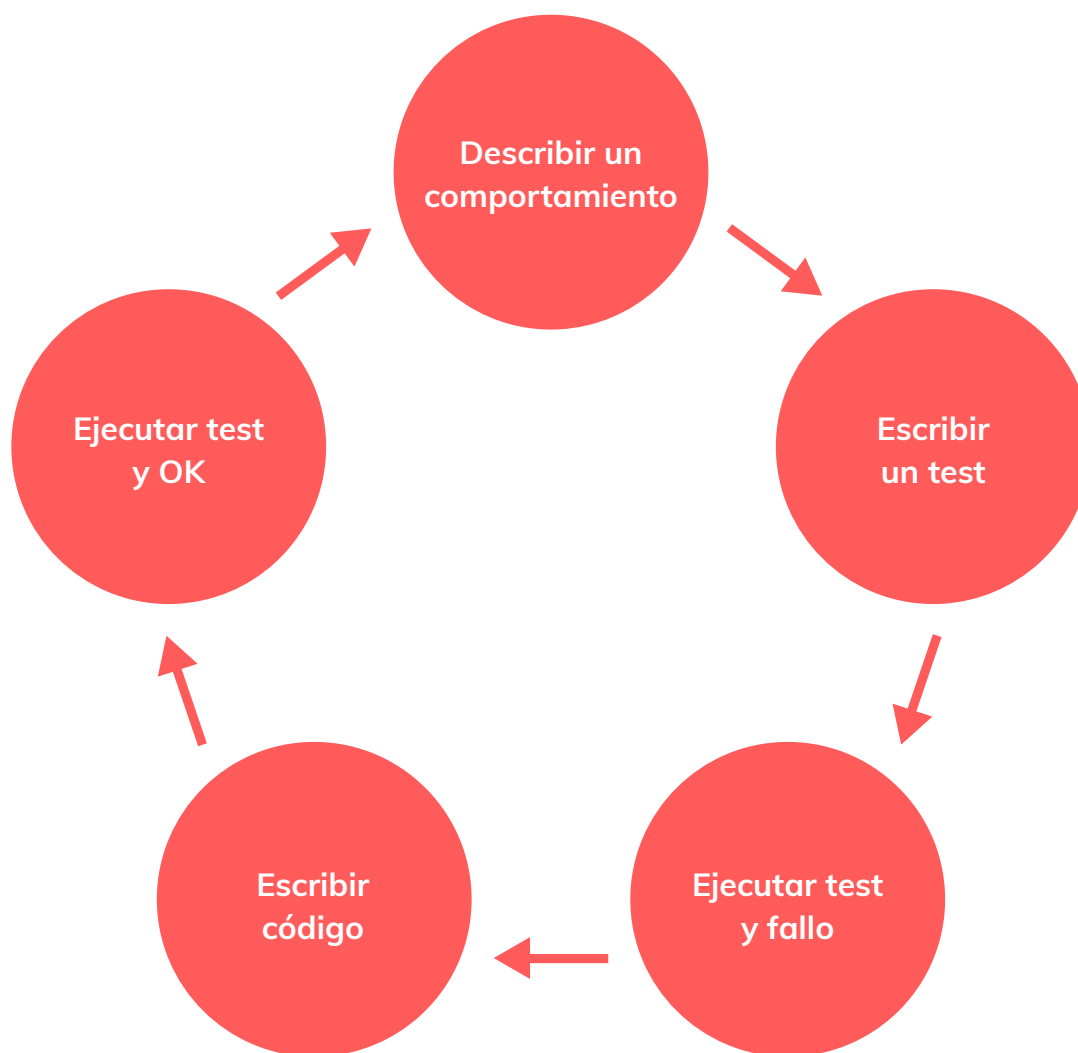 Describir un
comportamiento
Escribir
un test
Ejecutar test
y fallo
Escribir
código
Ejecutar test
y OK